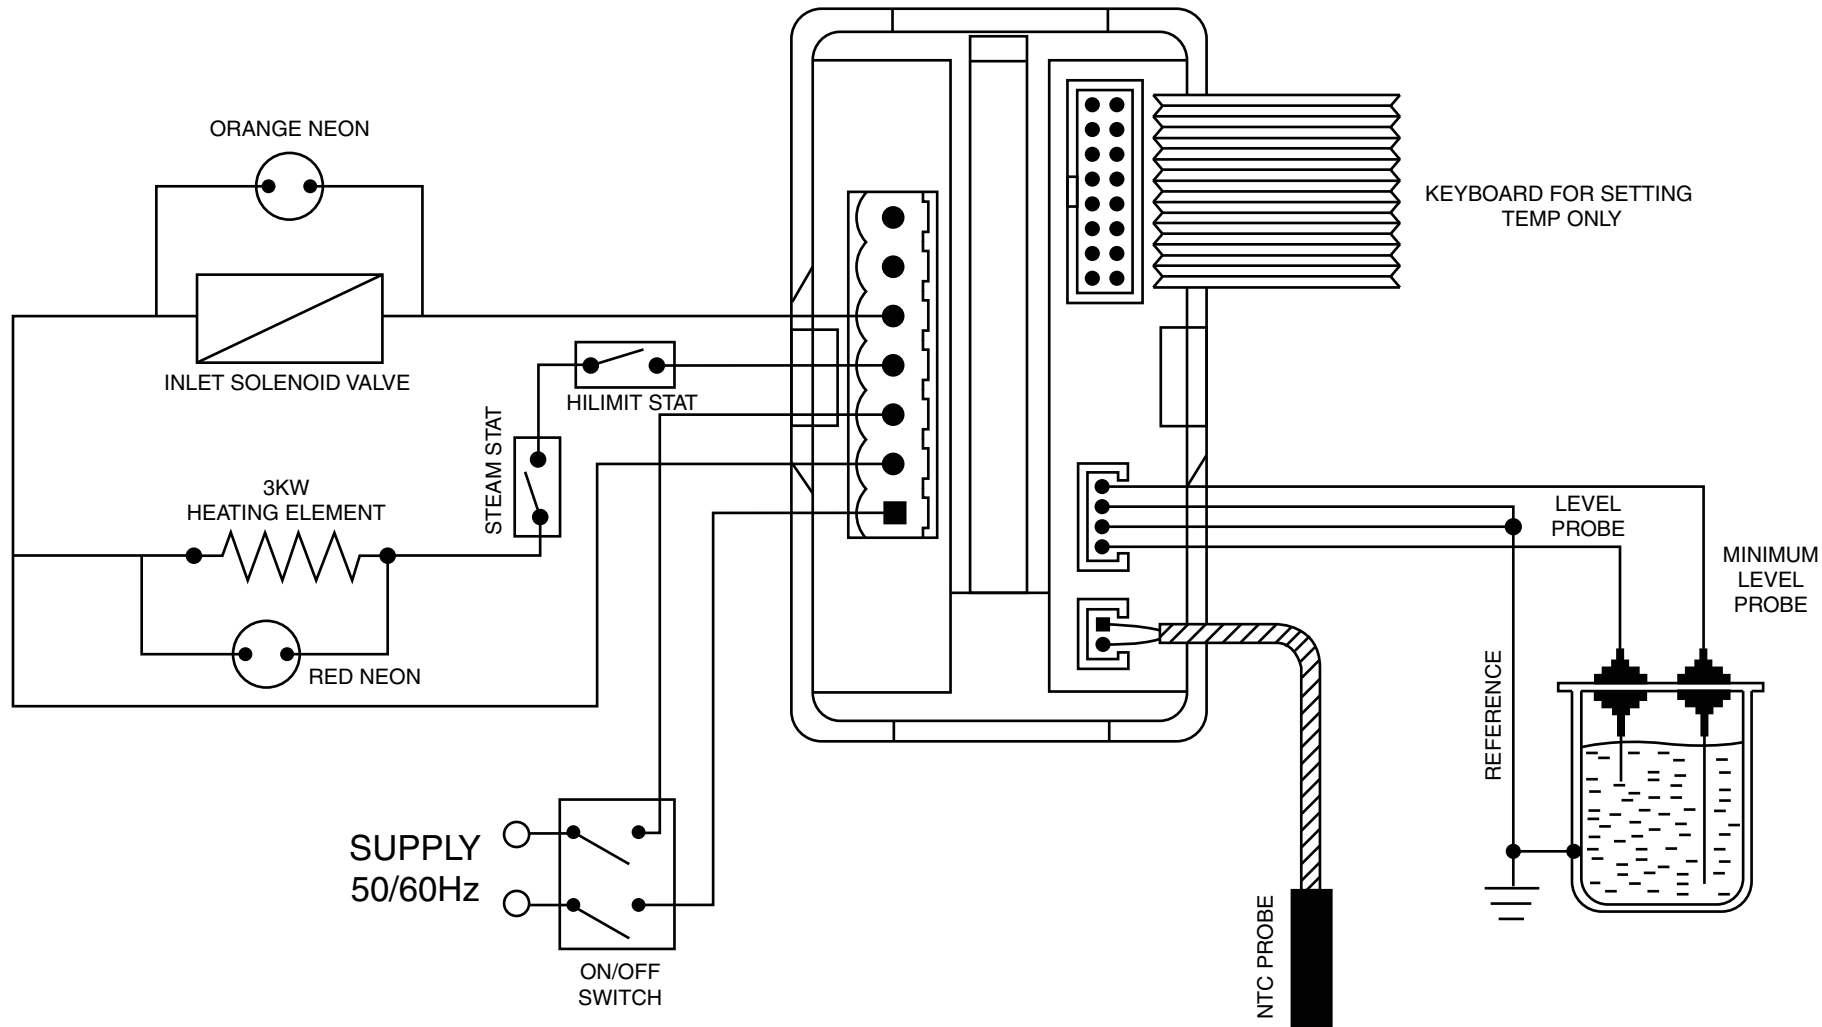 ORANGE NEON
KEYBOARD FOR SETTING
TEMP ONLY
INLET SOLENOID VALVE
HILIMIT STAT
STEAM STAT
3KW
HEATING ELEMENT
LEVEL
PROBE
MINIMUM
LEVEL
PROBE
RED NEON
REFERENCE
SUPPLY
50/60Hz
NTC PROBE
ON/OFF
SWITCH